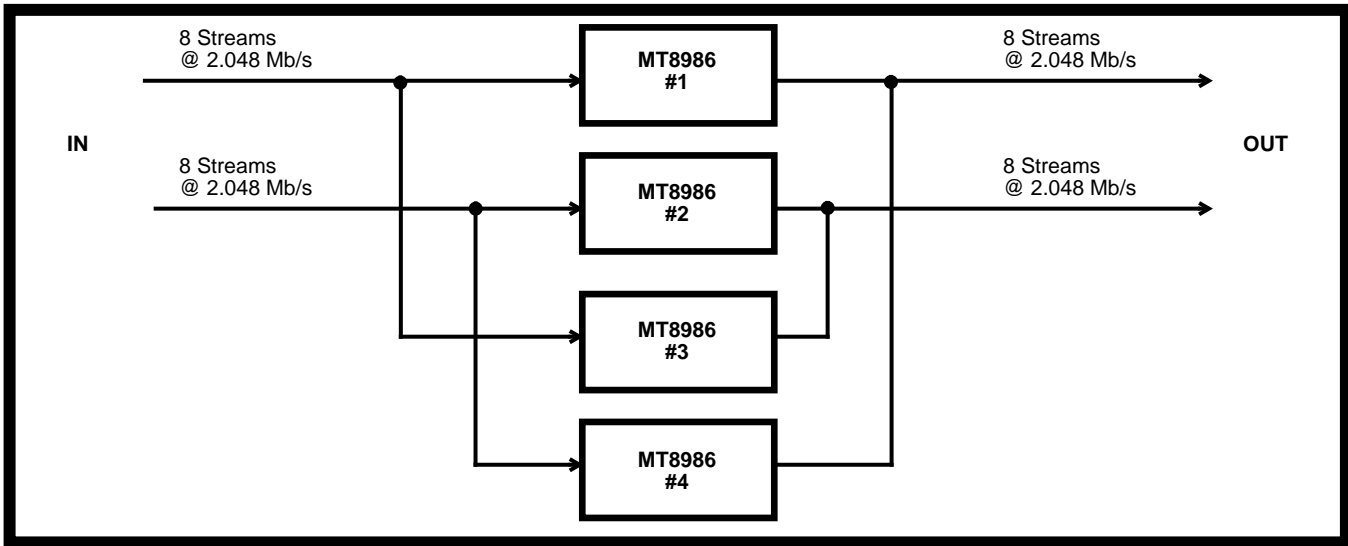 8 Streams
@ 2.048 Mb/s
MT8986
#1
8 Streams
@ 2.048 Mb/s
IN
OUT
8 Streams
@ 2.048 Mb/s
MT8986
#2
8 Streams
@ 2.048 Mb/s
MT8986
#3
MT8986
#4